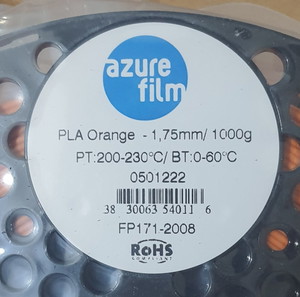 azure
film
PLA Orange - 1,75mm/ 1000g
PT:200-230°C/ BT:0-60°C
0501222
38 30063 54011 6
FP171-2008
RoHS
COMPLIANT